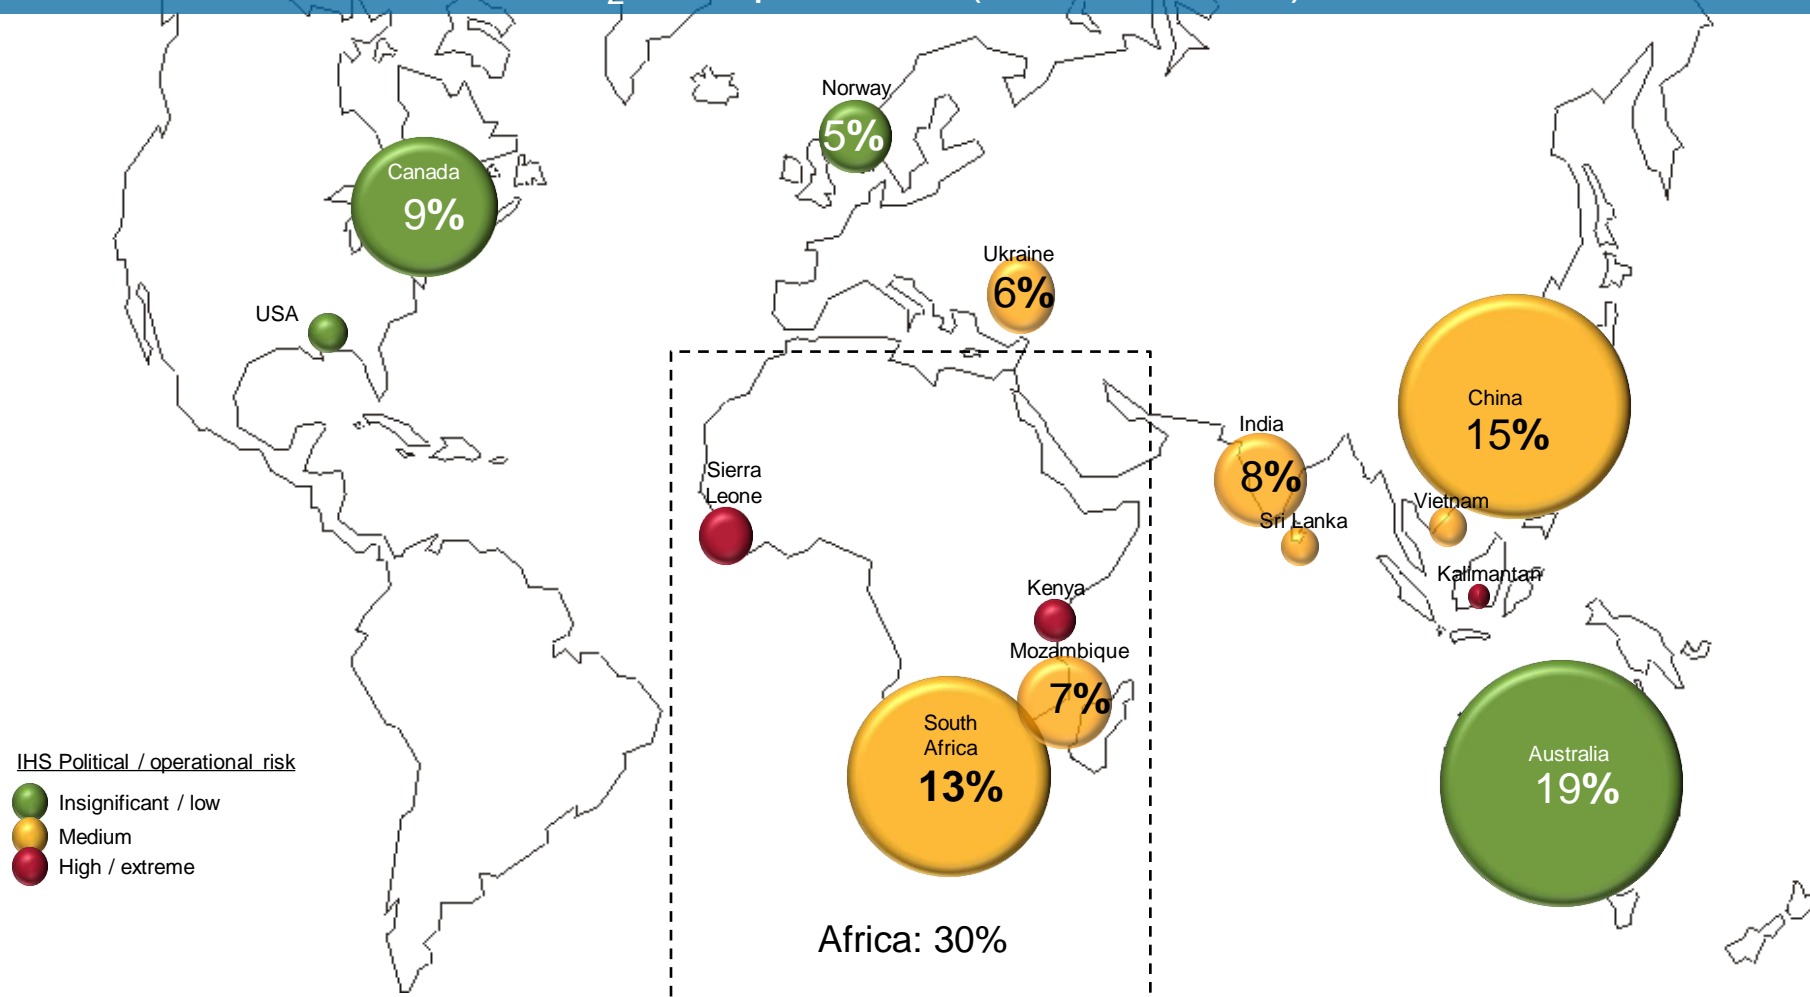 Norway
5%
Canada
9%
Ukraine
6%
USA
China
15%
India
8%
Sierra
Leone
Vietnam
Sri Lanka
Kalimantan
Kenya
Mozambique
7%
South
Africa
13%
Australia
19%
IHS Political / operational risk
Insignificant / low
Medium
High / extreme
Africa: 30%